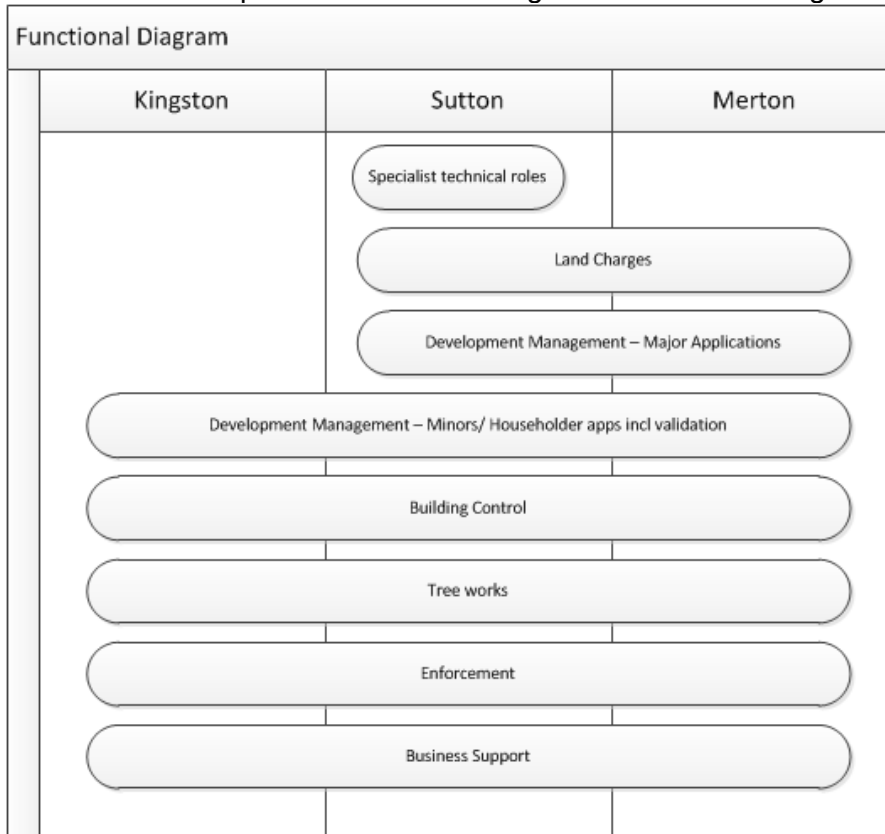 Functional Diagram
Kingston
Sutton
Merton
Specialist technical roles
Land Charges
Development Management – Major Applications
Development Management – Minors/ Householder apps incl validation
Building Control
Tree works
Enforcement
Business Support